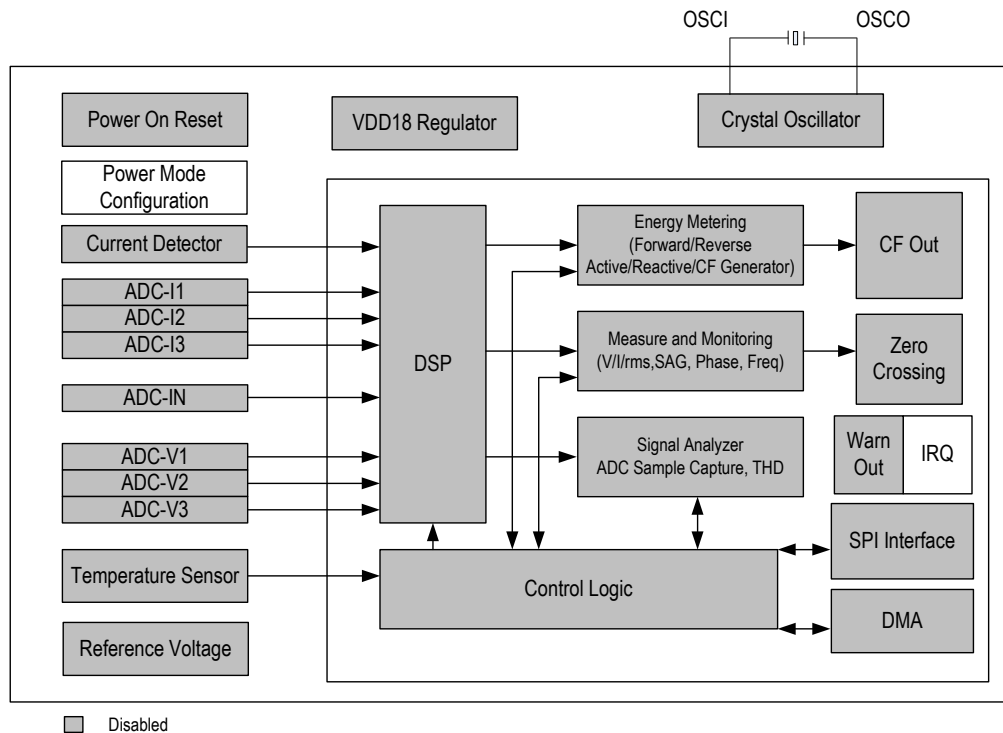 OSCI OSCO
Power On Reset
VDD18 Regulator
Crystal Oscillator
Power Mode
Configuration
Current Detector
ADC-I1
ADC-I2
ADC-I3
ADC-IN
ADC-V1
ADC-V2
ADC-V3
Temperature Sensor
Reference Voltage
DSP
Energy Metering
(Forward/Reverse
Active/Reactive/CF Generator)
CF Out
Measure and Monitoring
(V/I/rms,SAG, Phase, Freq)
Zero
Crossing
Signal Analyzer
ADC Sample Capture, THD
Warn
Out
IRQ
SPI Interface
Control Logic
DMA
Disabled